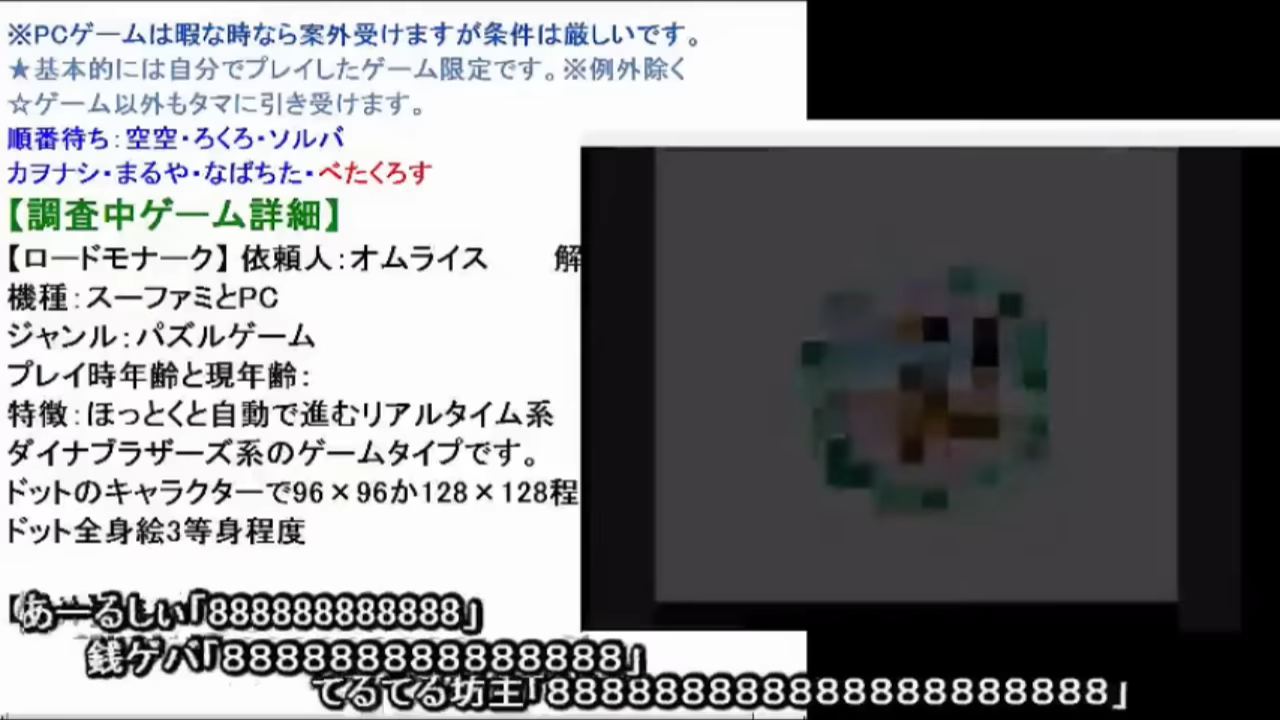 ※PCゲームは暇な時なら案外受けますが条件は厳しいです。
★基本的には自分でプレイしたゲーム限定です。※例外除く
☆ゲーム以外もタマに引き受けます。
順番待ち：空空・ろくろ・ソルバ
カヲナシ・まるや・なばちた・べたくろす
【調査中ゲーム詳細】
【ロードモナーク】依頼人：オムライス　　解
機種：スーファミとPC
ジャンル：パズルゲーム
プレイ時年齢と現年齢：
特徴：ほっとくと自動で進むリアルタイム系
ダイナブラザーズ系のゲームタイプです。
ドットのキャラクターで96×96か128×128程
ドット全身絵3等身程度
あーるしぃ「888888888888」
銭ゲバ「888888888888888」
てるてる坊主「888888888888888888888」